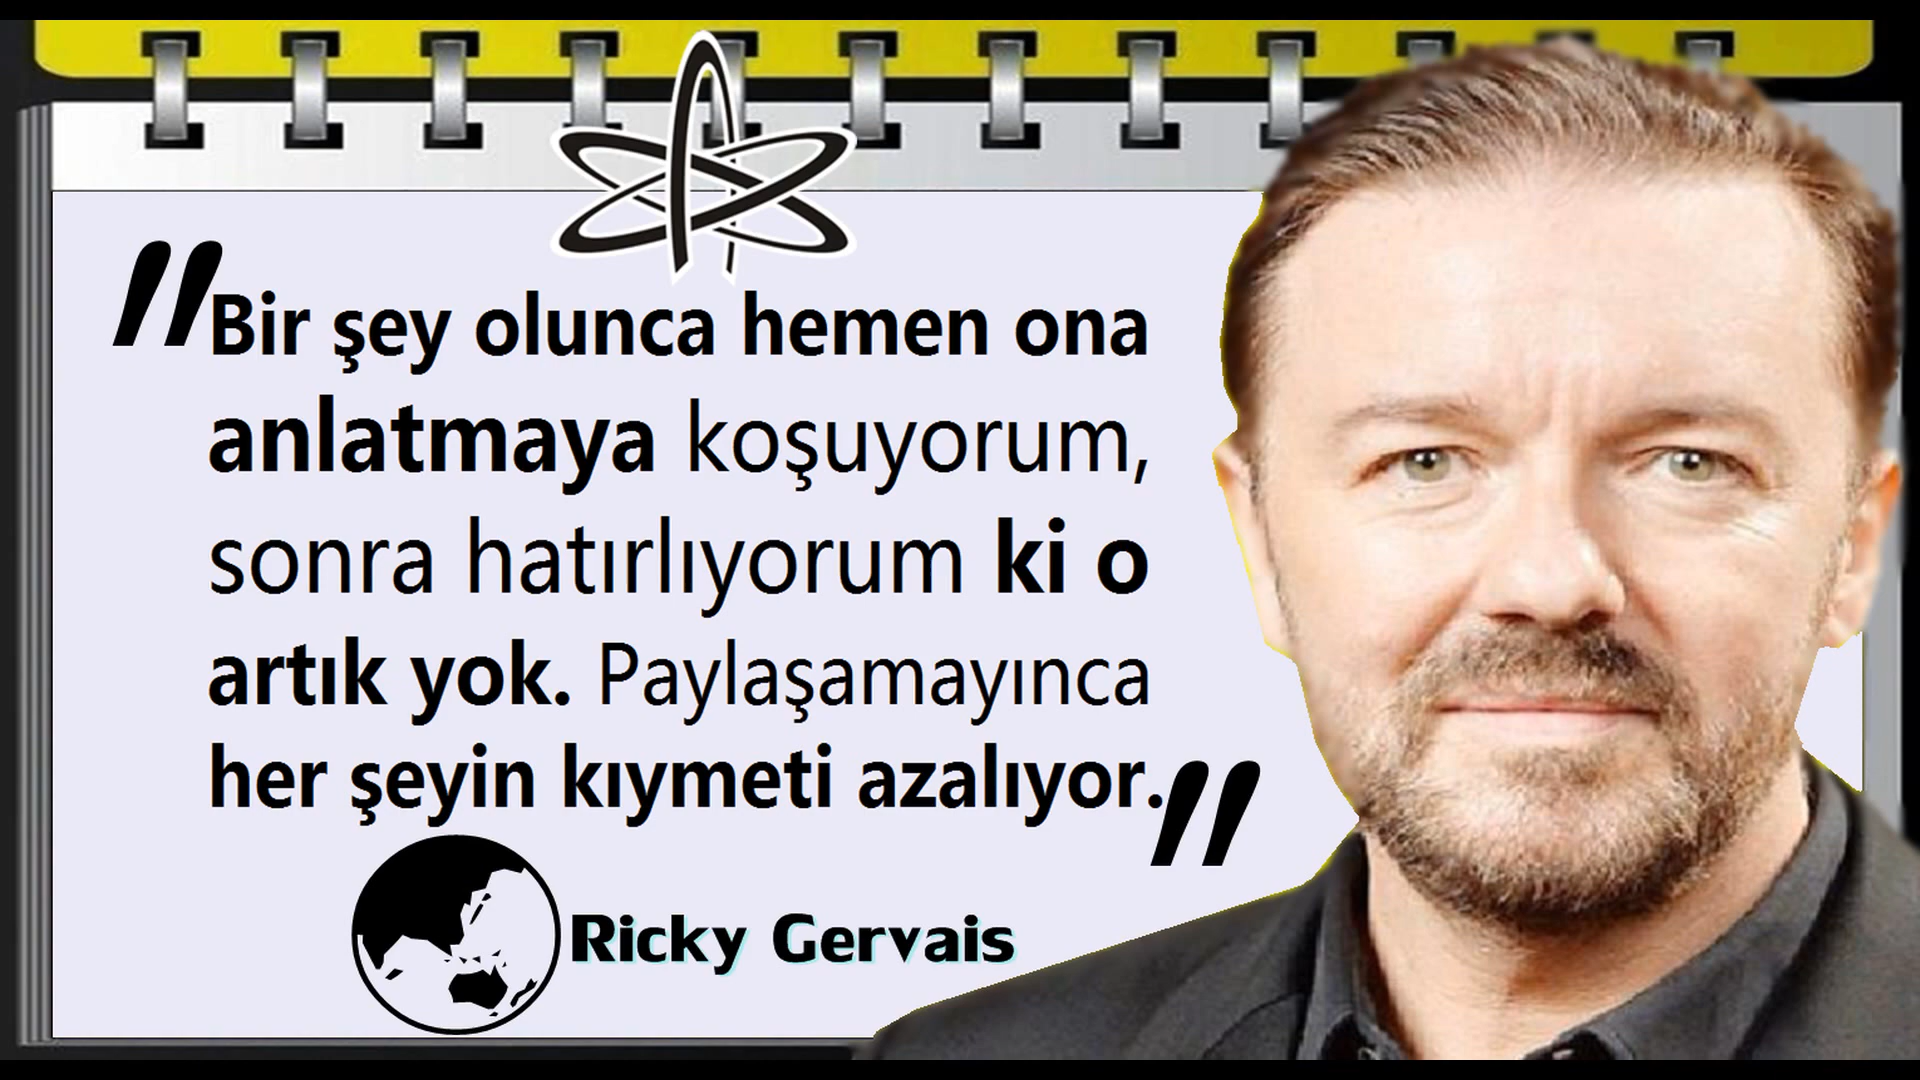 "Bir şey olunca hemen ona
anlatmaya koşuyorum,
sonra hatırlıyorum ki o
artık yok. Paylaşamayınca
her şeyin kıymeti azalıyor."
Ricky Gervais